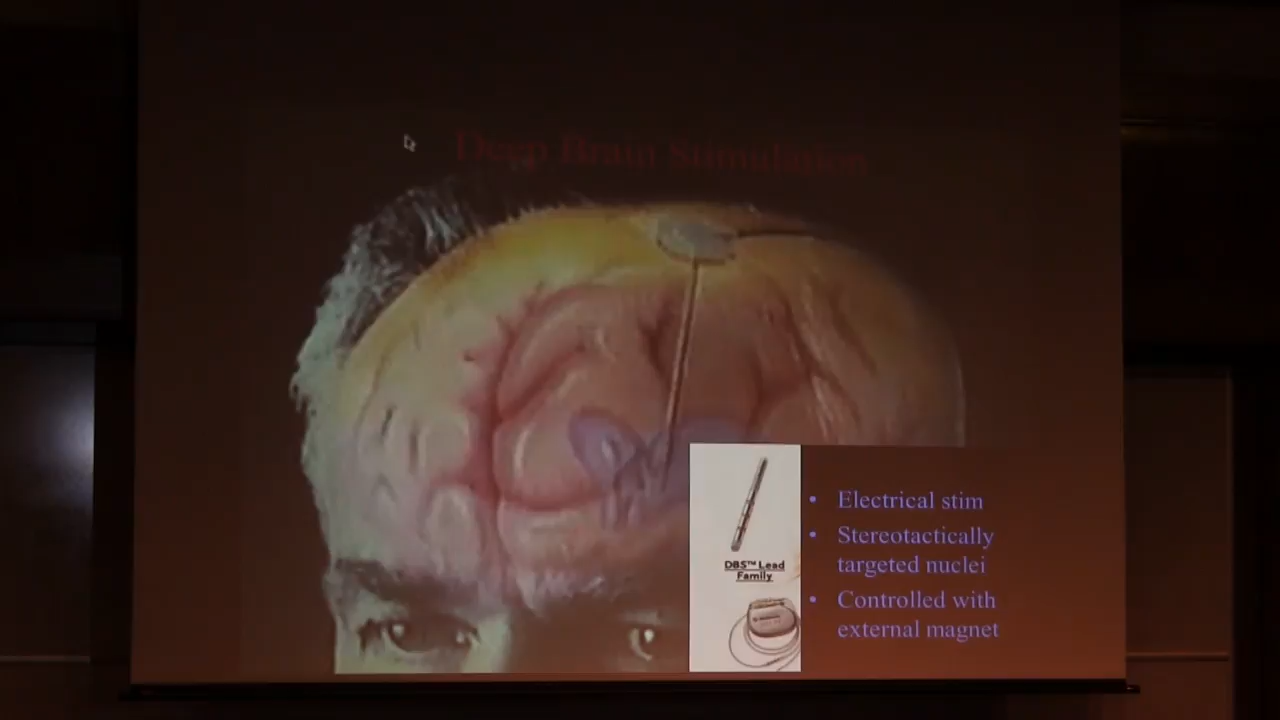 Deep Brain Stimulation
• Electrical stim
• Stereotactically
targeted nuclei
• Controlled with
external magnet
DBS™ Lead
Family